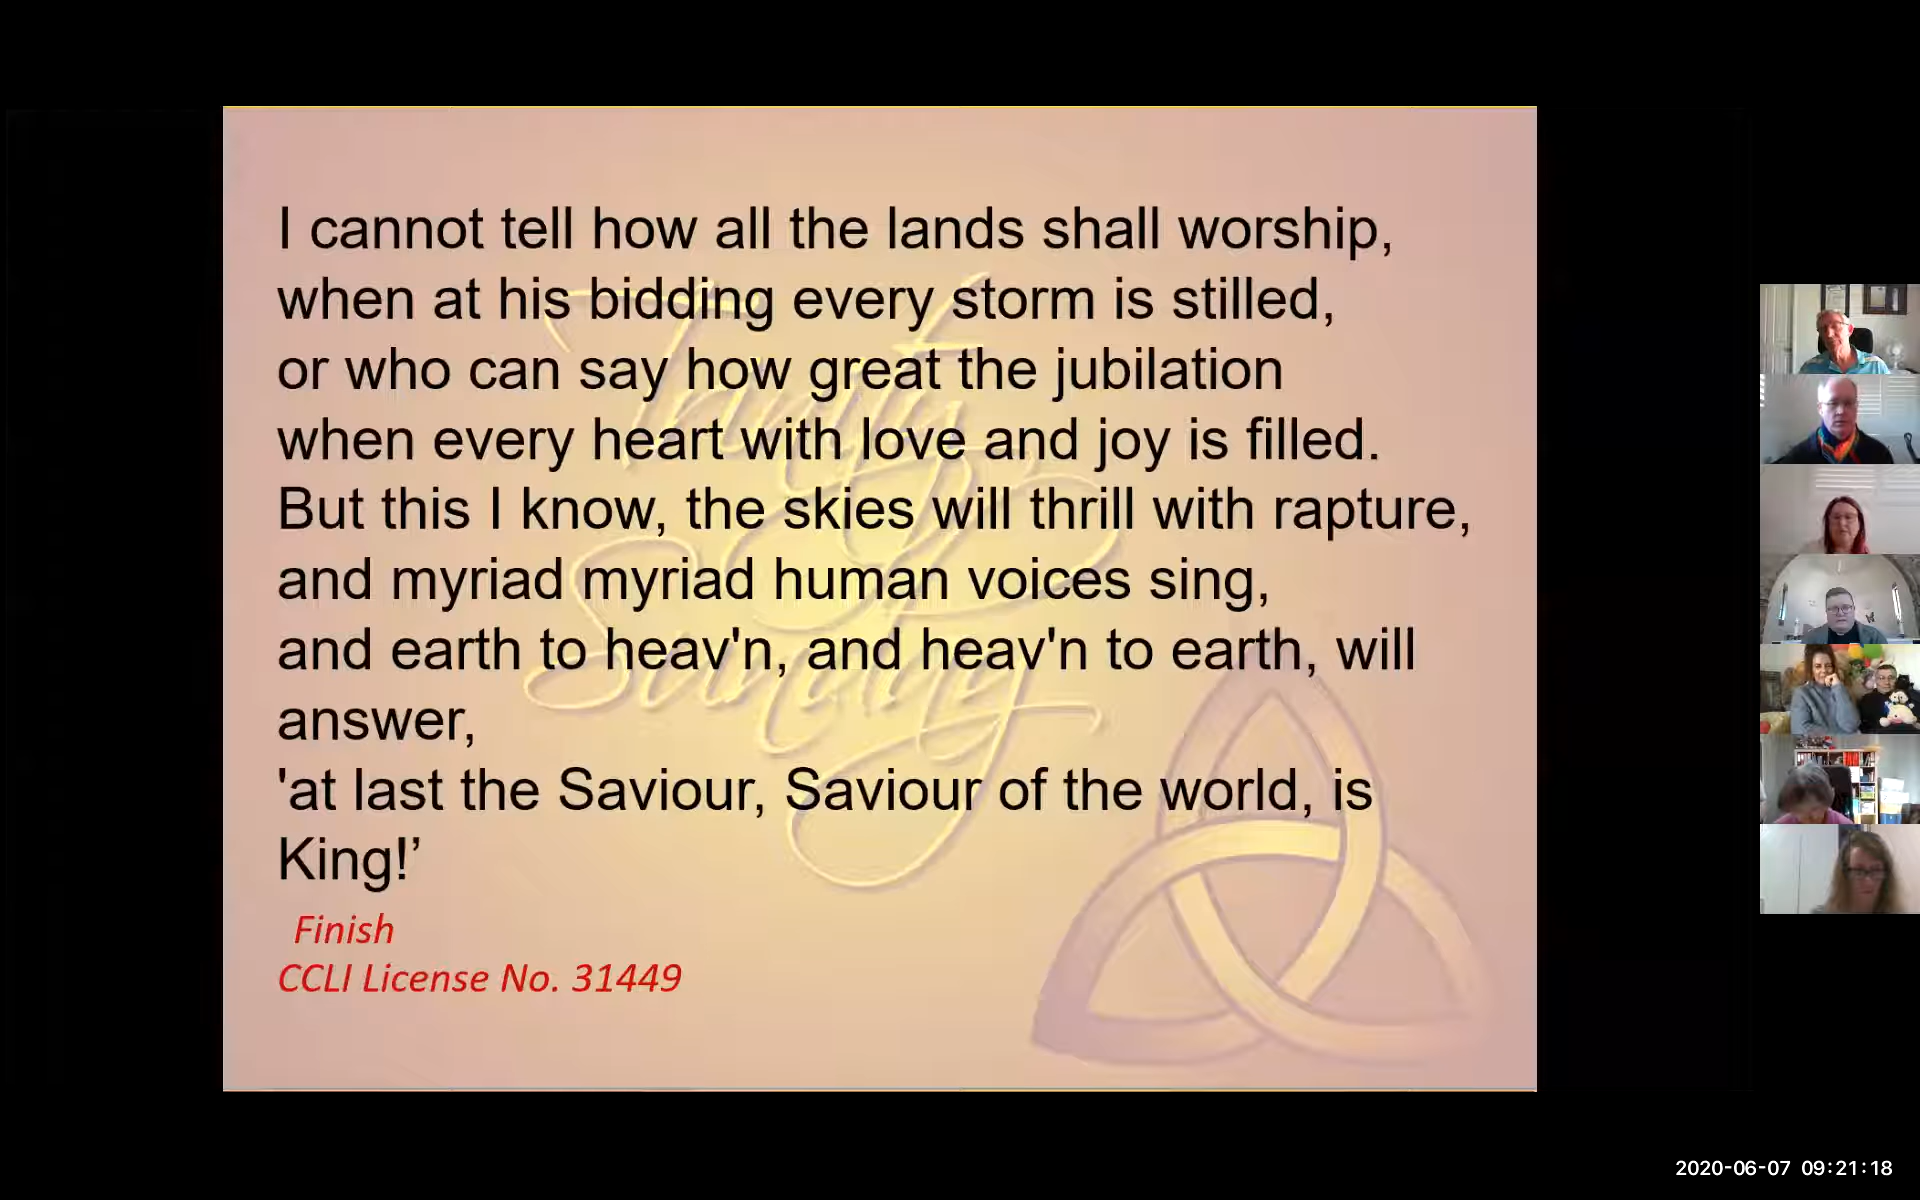 I cannot tell how all the lands shall worship,
when at his bidding every storm is stilled,
or who can say how great the jubilation
when every heart with love and joy is filled.
But this I know, the skies will thrill with rapture,
and myriad myriad human voices sing,
and earth to heav'n, and heav'n to earth, will
answer,
'at last the Saviour, Saviour of the world, is
King!’
Finish
CCLI License No. 31449
Trinity
Sunday
2020-06-07 09:21:18